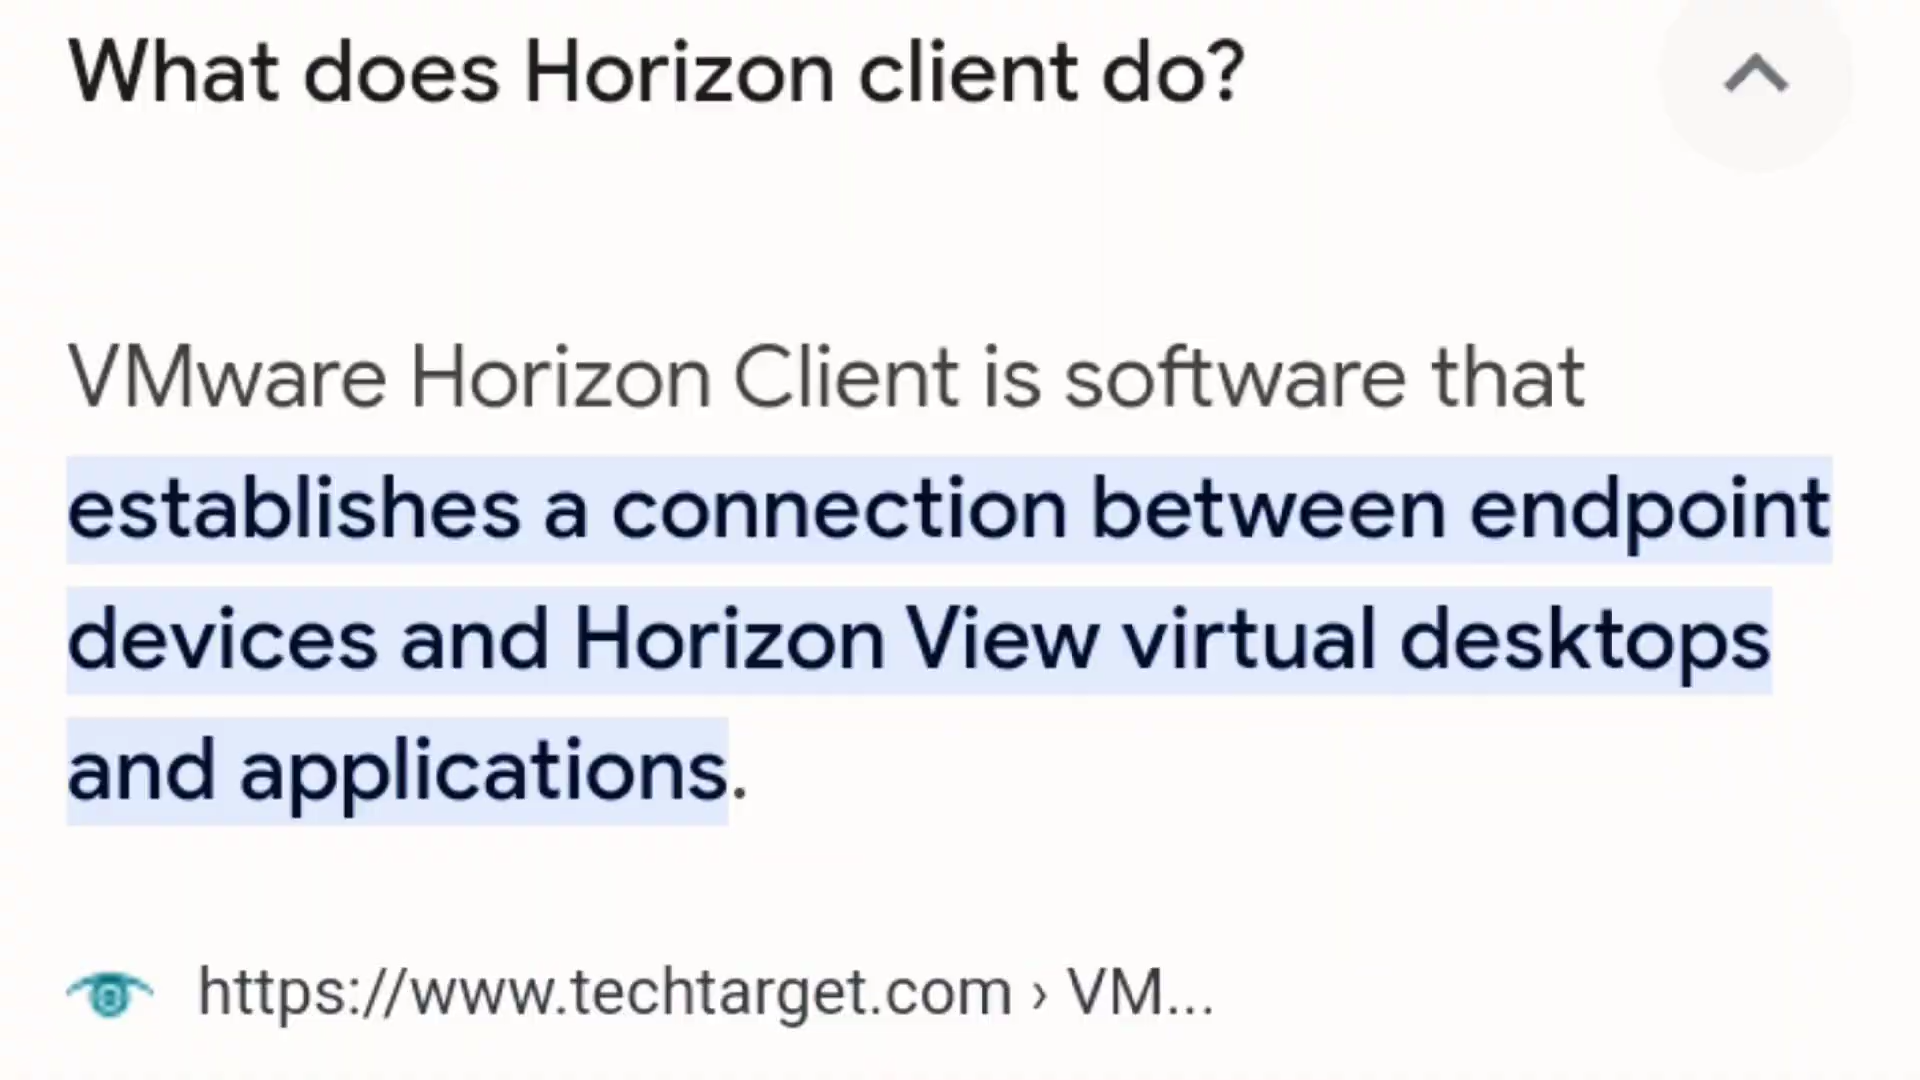 What does Horizon client do?
VMware Horizon Client is software that
establishes a connection between endpoint
devices and Horizon View virtual desktops
and applications.
https://www.techtarget.com › VM...